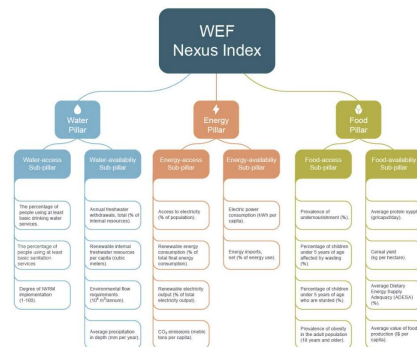 WEF
Nexus Index
Water
Pillar
Energy
Pillar
Food
Pillar
Water-access
Sub-pillar
Water-availability
Sub-pillar
Energy-access
Sub-pillar
Energy-availability
Sub-pillar
Food-access
Sub-pillar
Food-availability
Sub-pillar
The percentage of
people using at least
basic drinking water
services.
The percentage of
people using at least
basic sanitation
services
Degree of IWRM
implementation
(1-100).
Annual freshwater
withdrawals, total (% of
internal resources)
Renewable internal
freshwater resources
per capita (cubic
meters)
Environmental flow
requirements
(10⁶ m³/annum).
Average precipitation
in depth (mm per year).
Access to electricity
(% of population).
Renewable energy
consumption (% of
total final energy
consumption)
Renewable electricity
output (% of total
electricity output).
CO₂ emissions (metric
tons per capita).
Electric power
consumption (kWh per
capita).
Energy imports,
net (% of energy use).
Prevalence of
undernourishment (%).
Percentage of children
under 5 years of age
affected by wasting
(%).
Percentage of children
under 5 years of age
who are stunted (%).
Prevalence of obesity
in the adult population
(18 years and older).
Average protein supply
(gr/caput/day).
Cereal yield
(kg per hectare).
Average Dietary
Energy Supply
Adequacy (ADESA)
(%).
Average value of food
production (I$ per
capita).